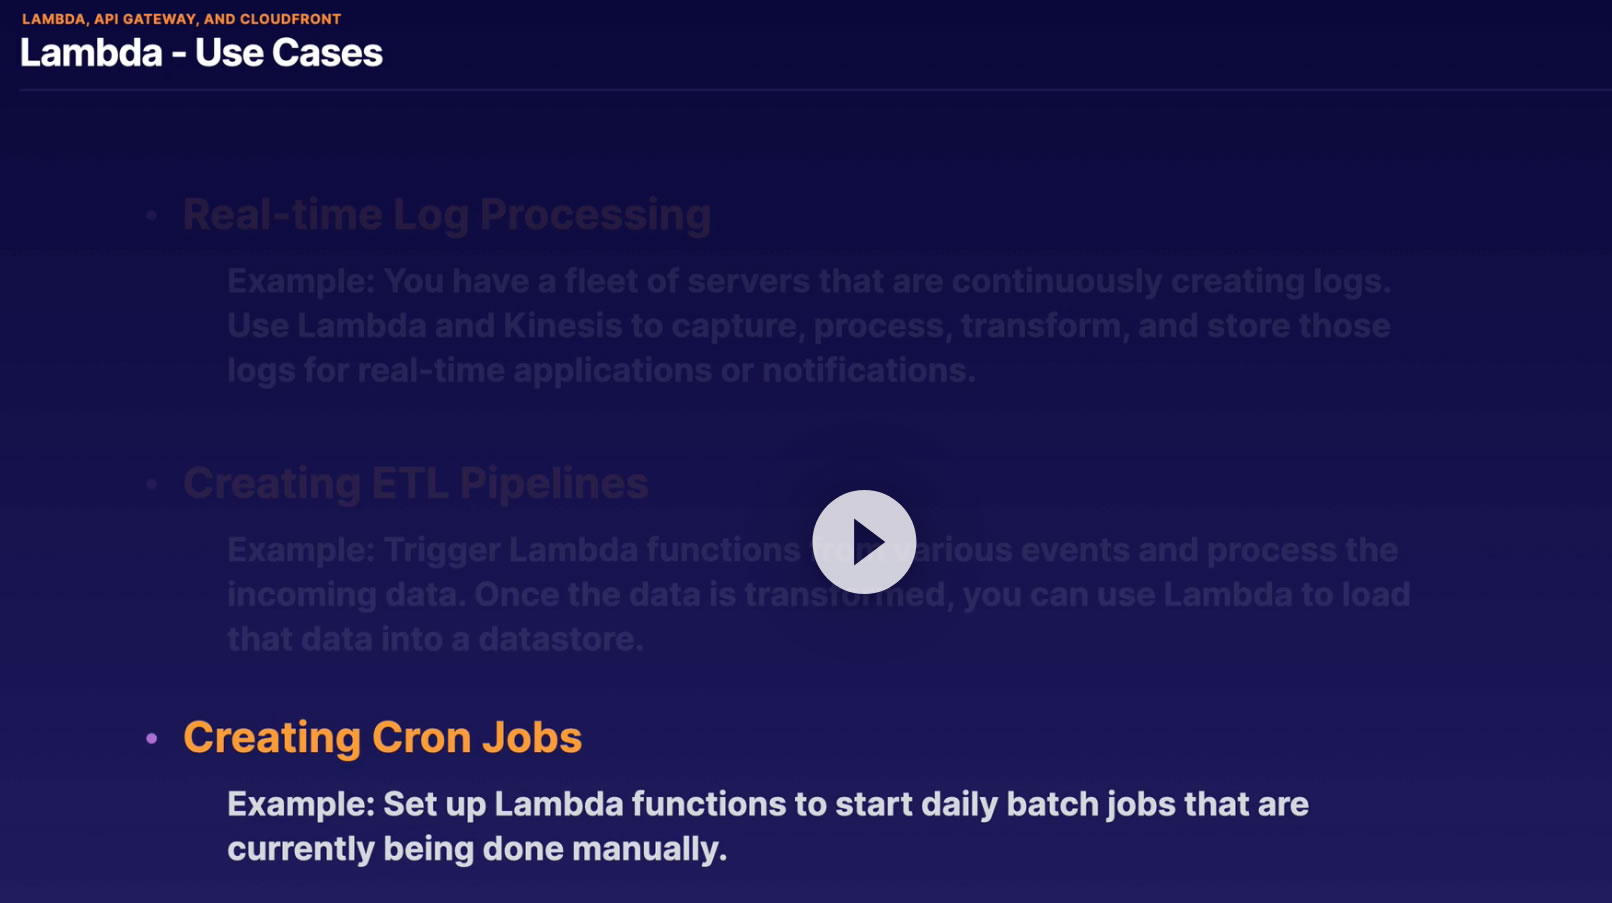 LAMBDA, API GATEWAY, AND CLOUDFRONT
Lambda - Use Cases
• Real-time Log Processing
Example: You have a fleet of servers that are continuously creating logs.
Use Lambda and Kinesis to capture, process, transform, and store those
logs for real-time applications or notifications.
• Creating ETL Pipelines
Example: Trigger Lambda functions from various events and process the
incoming data. Once the data is transformed, you can use Lambda to load
that data into a datastore.
• Creating Cron Jobs
Example: Set up Lambda functions to start daily batch jobs that are
currently being done manually.